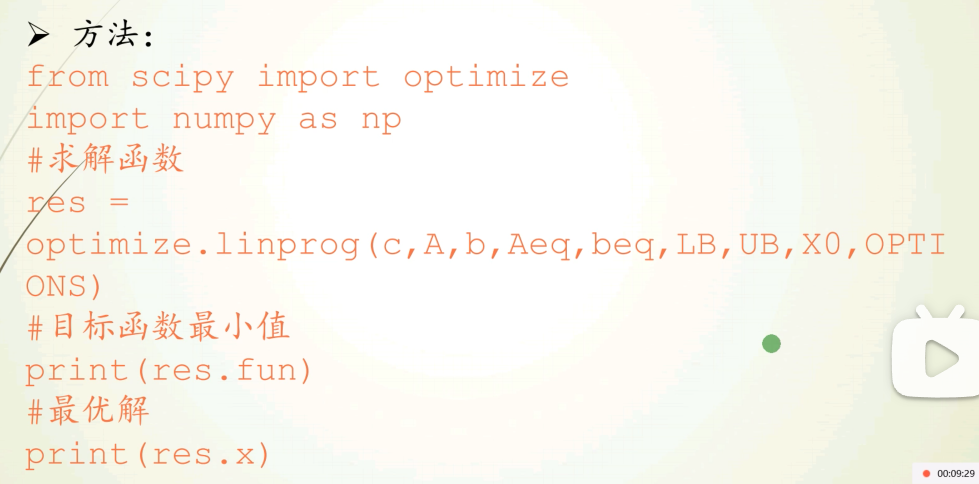 ➢ 方法:
from scipy import optimize
import numpy as np
#求解函数
res =
optimize.linprog(c,A,b,Aeq,beq,LB,UB,X0,OPTI
ONS)
#目标函数最小值
print(res.fun)
#最优解
print(res.x)
00:09:29